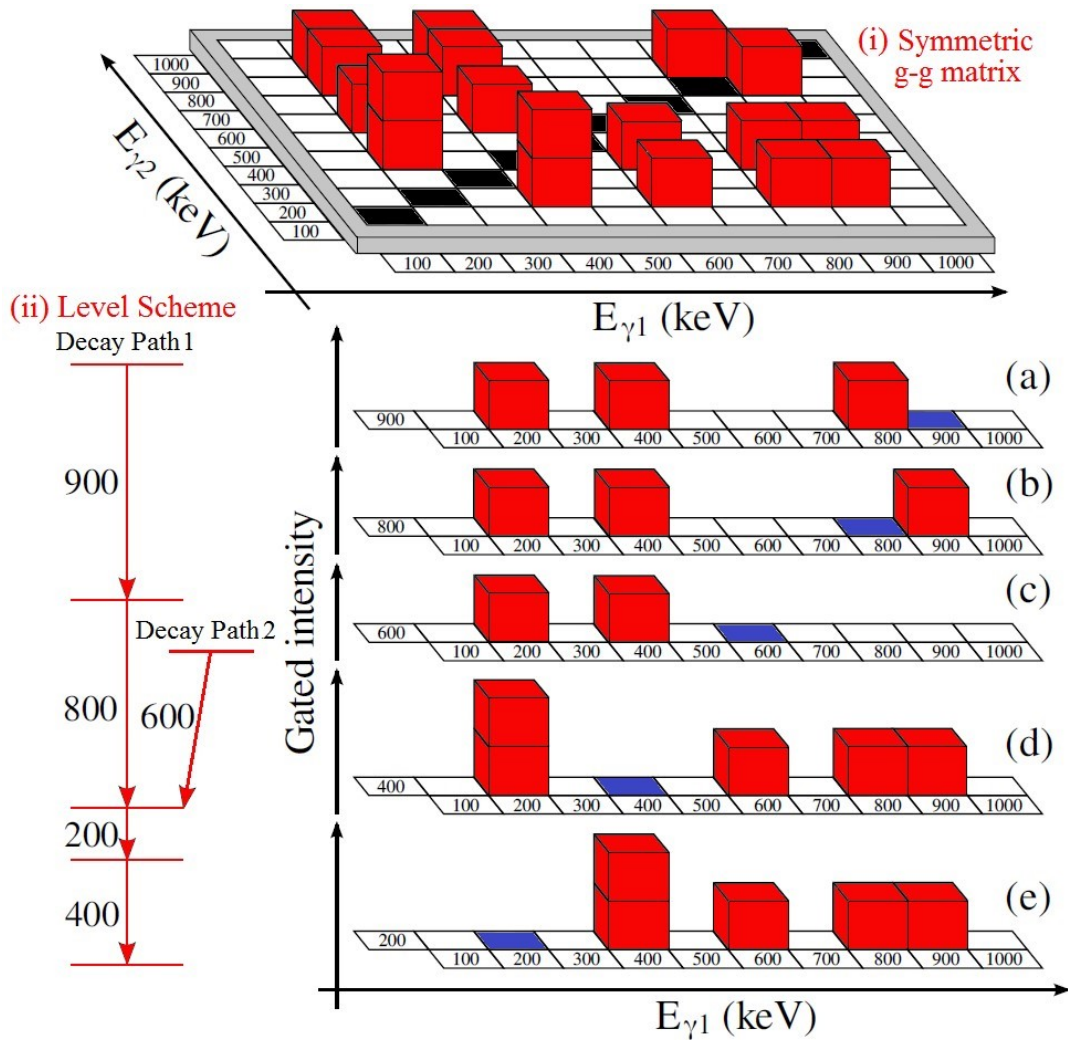 (i) Symmetric
g-g matrix
1000
900
800
700
600
500
400
300
200
100
Eγ2 (keV)
100 200 300 400 500 600 700 800 900 1000
Eγ1 (keV)
(ii) Level Scheme
Decay Path 1
900
800
Decay Path 2
600
200
400
Gated intensity
(a)
900
100 200 300 400 500 600 700 800 900 1000
(b)
800
100 200 300 400 500 600 700 800 900 1000
(c)
600
100 200 300 400 500 600 700 800 900 1000
(d)
400
100 200 300 400 500 600 700 800 900 1000
(e)
200
100 200 300 400 500 600 700 800 900 1000
Eγ1 (keV)